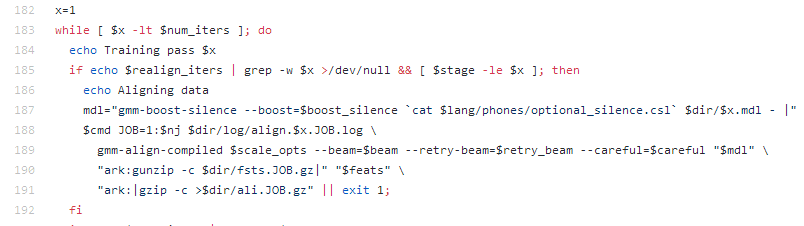 182 x=1
183 while [ $x -lt $num_iters ]; do
184 echo Training pass $x
185 if echo $realign_iters | grep -w $x >/dev/null && [ $stage -le $x ]; then
186 echo Aligning data
187 mdl="gmm-boost-silence --boost=$boost_silence `cat $lang/phones/optional_silence.csl` $dir/$x.mdl - |"
188 $cmd JOB=1:$nj $dir/log/align.$x.JOB.log \
189 gmm-align-compiled $scale_opts --beam=$beam --retry-beam=$retry_beam --careful=$careful "$mdl" \
190 "ark:gunzip -c $dir/fsts.JOB.gz|" "$feats" \
191 "ark:|gzip -c >$dir/ali.JOB.gz" || exit 1;
192 fi